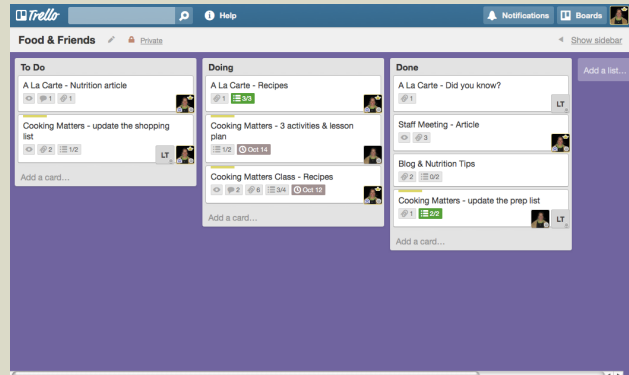 Trello
Help
Notifications
Boards
Food & Friends
Private
Show sidebar
To Do
A La Carte - Nutrition article
1
1
Cooking Matters - update the shopping
list
2
1/2
LT
Add a card...
Doing
A La Carte - Recipes
1
3/3
Cooking Matters - 3 activities & lesson
plan
1/2
Oct 14
Cooking Matters Class - Recipes
2
6
3/4
Oct 12
Add a card...
Done
A La Carte - Did you know?
1
LT
Staff Meeting - Article
3
Blog & Nutrition Tips
2
0/2
Cooking Matters - update the prep list
1
2/2
LT
Add a card...
Add a list...